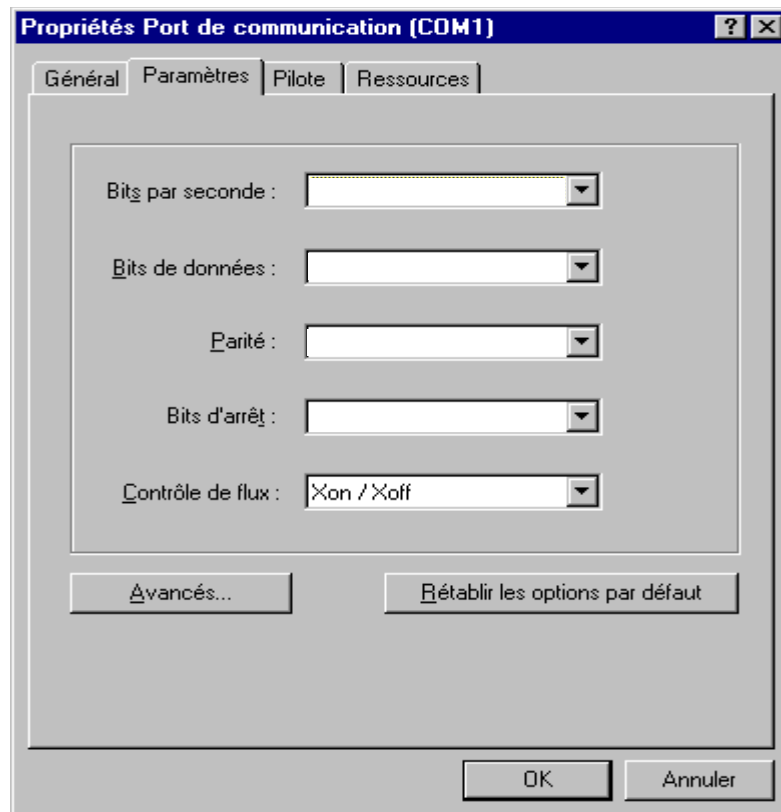 Propriétés Port de communication (COM1)
Général Paramètres Pilote Ressources
Bits par seconde :
Bits de données :
Parité :
Bits d'arrêt :
Contrôle de flux : Xon / Xoff
Avancés... Rétablir les options par défaut
OK Annuler